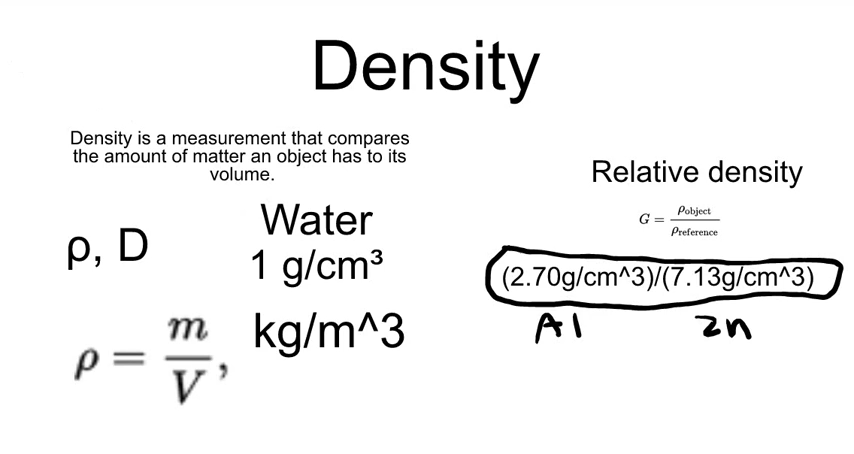 Density
Density is a measurement that compares
the amount of matter an object has to its
volume.
ρ, D
Water
1 g/cm³
kg/m^3
ρ = m/V,
Relative density
G = ρobject/ρreference
(2.70g/cm^3)/(7.13g/cm^3)
Al Zn